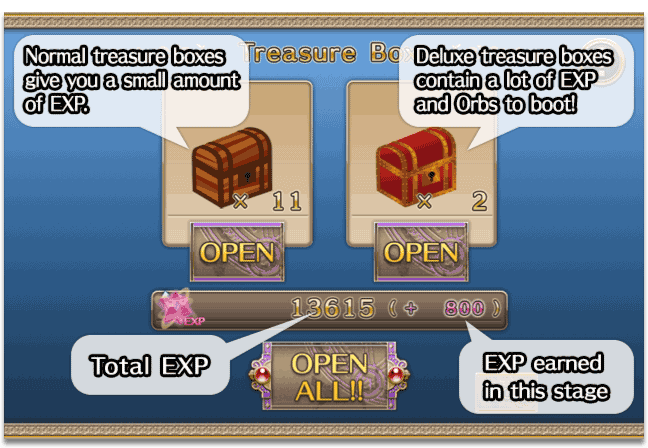 Treasure Bo
Normal treasure boxes
give you a small amount
of EXP.
Deluxe treasure boxes
contain a lot of EXP
and Orbs to boot!
× 11
× 2
OPEN
OPEN
EXP
13615 (+ 800)
Total EXP
EXP earned
in this stage
OPEN
ALL!!